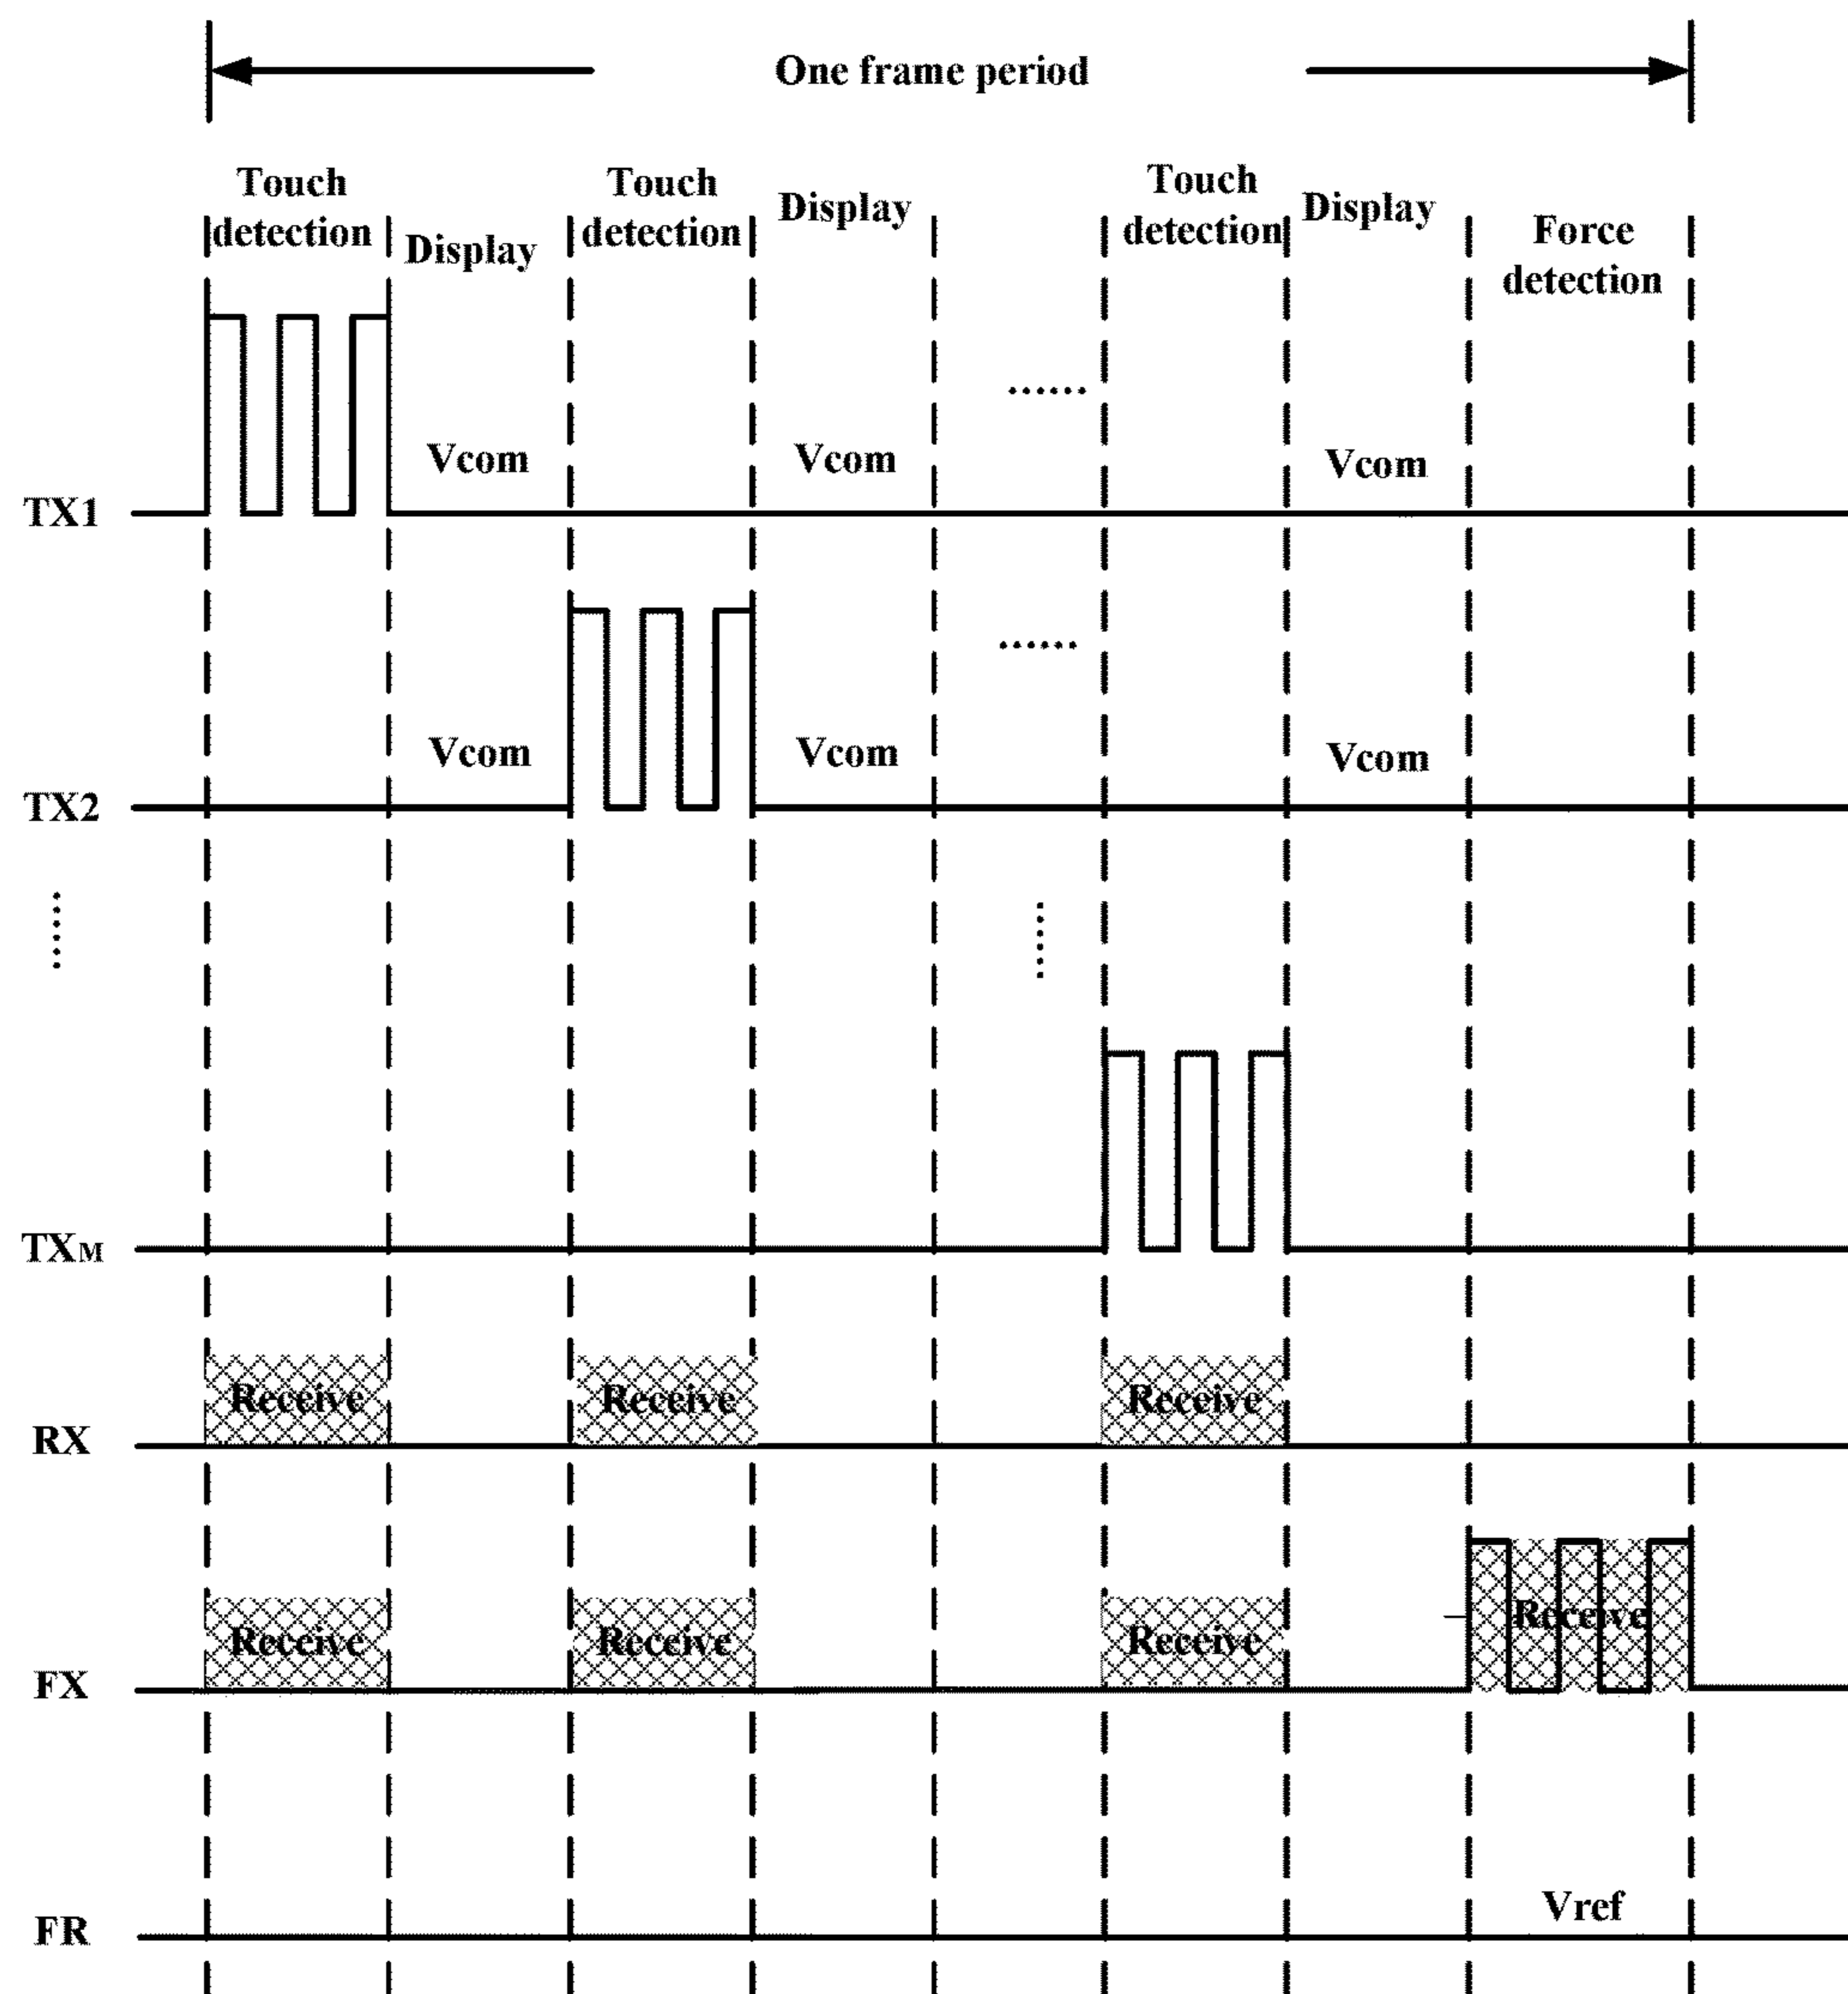 One frame period
Touch
detection
Display
Touch
detection
Display
Touch
detection
Display
Force
detection
Vcom
Vcom
Vcom
TX1
Vcom
Vcom
Vcom
TX2
TXM
Receive
Receive
Receive
RX
Receive
Receive
Receive
Receive
FX
Vref
FR